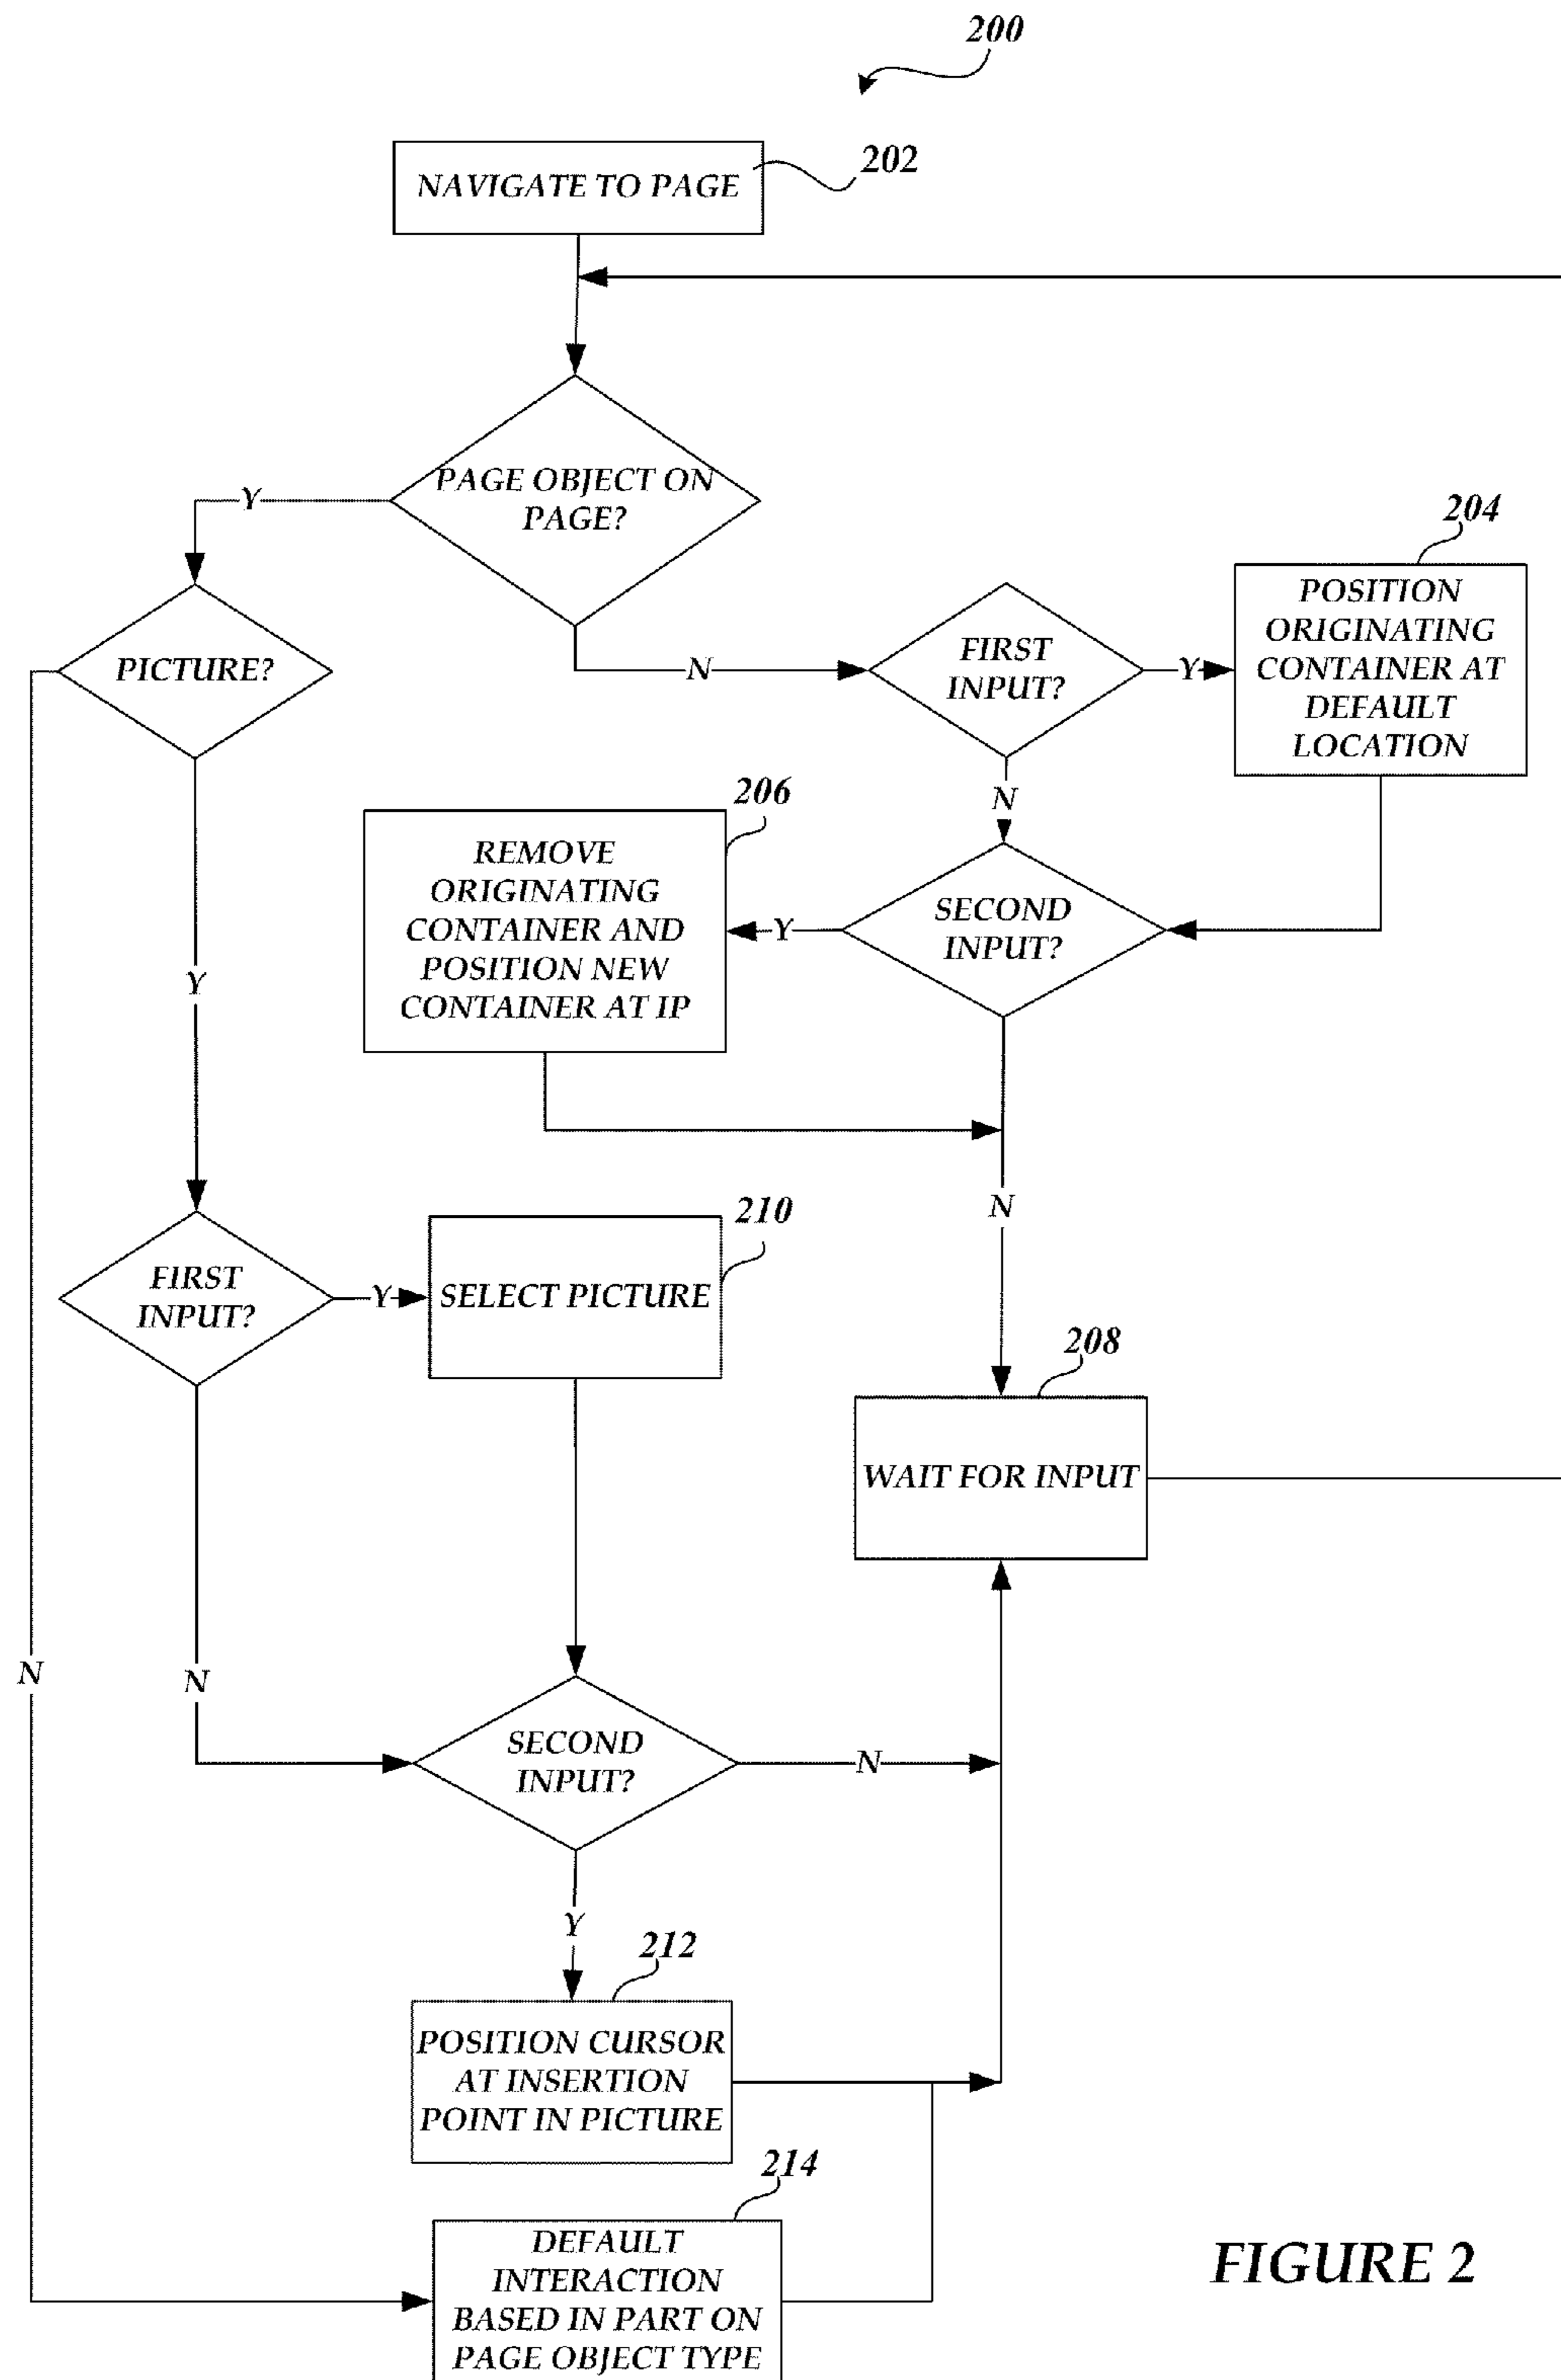 200
NAVIGATE TO PAGE
202
PAGE OBJECT ON
PAGE?
Y
N
PICTURE?
FIRST
INPUT?
Y
204
POSITION
ORIGINATING
CONTAINER AT
DEFAULT
LOCATION
N
206
REMOVE
ORIGINATING
CONTAINER AND
POSITION NEW
CONTAINER AT IP
Y
SECOND
INPUT?
Y
N
FIRST
INPUT?
Y
210
SELECT PICTURE
208
WAIT FOR INPUT
N
N
SECOND
INPUT?
N
Y
212
POSITION CURSOR
AT INSERTION
POINT IN PICTURE
214
DEFAULT
INTERACTION
BASED IN PART ON
PAGE OBJECT TYPE
FIGURE 2